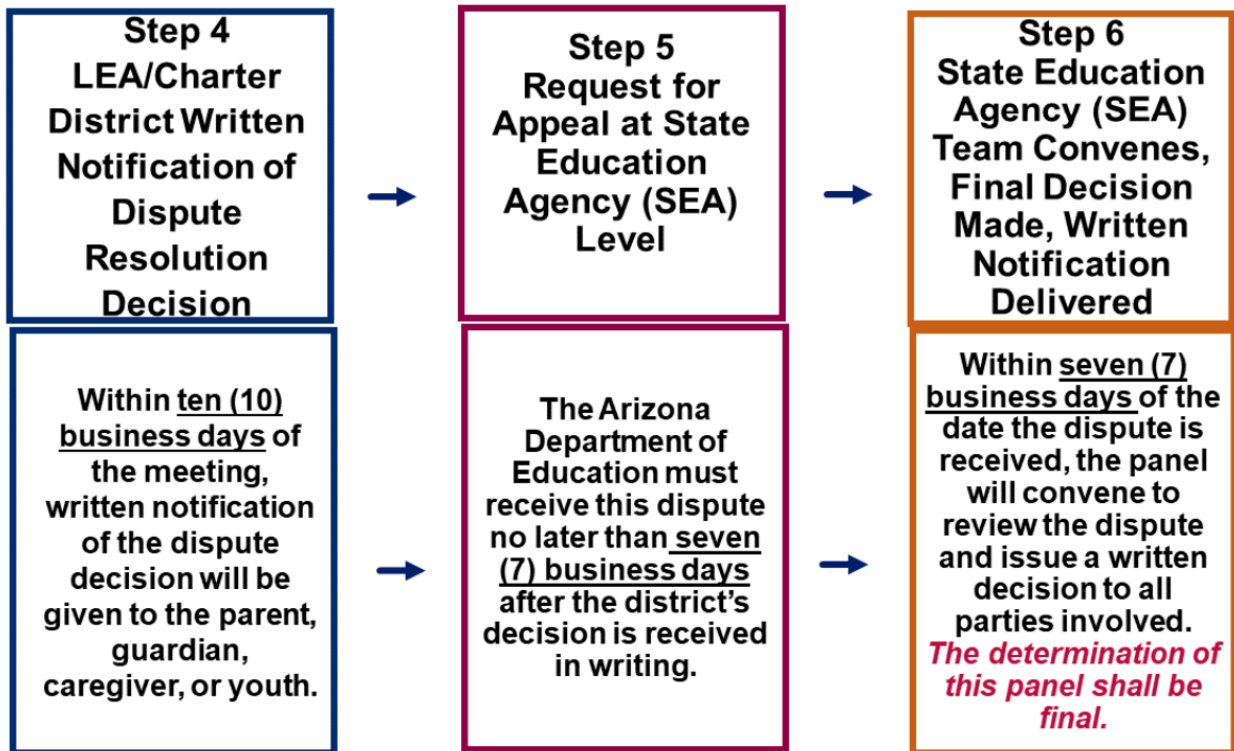 Step 4
LEA/Charter
District Written
Notification of
Dispute
Resolution
Decision
Within ten (10)
business days of
the meeting,
written notification
of the dispute
decision will be
given to the parent,
guardian,
caregiver, or youth.
Step 5
Request for
Appeal at State
Education
Agency (SEA)
Level
The Arizona
Department of
Education must
receive this dispute
no later than seven
(7) business days
after the district’s
decision is received
in writing.
Step 6
State Education
Agency (SEA)
Team Convenes,
Final Decision
Made, Written
Notification
Delivered
Within seven (7)
business days of the
date the dispute is
received, the panel
will convene to
review the dispute
and issue a written
decision to all
parties involved.
The determination of
this panel shall be
final.